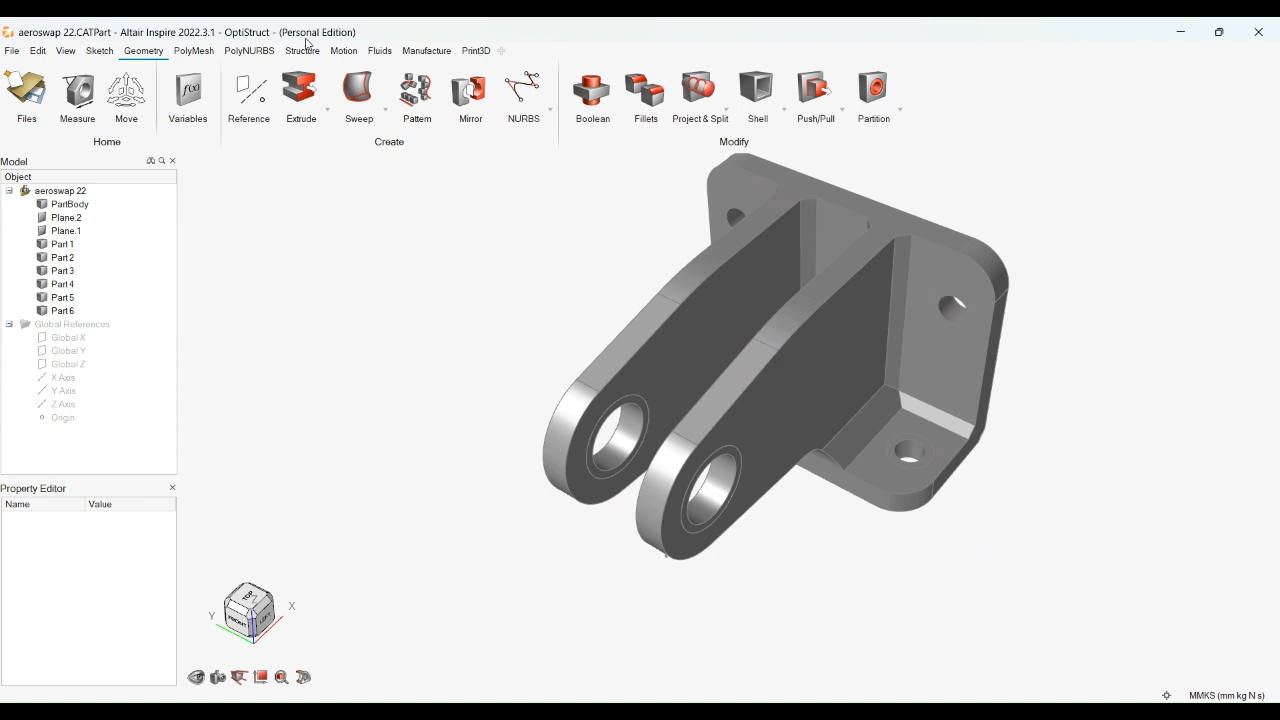 aeroswap 22.CATPart - Altair Inspire 2022.3.1 - OptiStruct - (Personal Edition)
File Edit View Sketch Geometry PolyMesh PolyNURBS Structure Motion Fluids Manufacture Print3D
Files Measure Move Variables Reference Extrude Sweep Pattern Mirror NURBS Boolean Fillets Project & Split Shell Push/Pull Partition
Home Create Modify
Model
Object
aeroswap 22
PartBody
Plane.2
Plane.1
Part 1
Part 2
Part 3
Part 4
Part 5
Part 6
Global References
Global X
Global Y
Global Z
X Axis
Y Axis
Z Axis
Origin
Property Editor
Name Value
TOP
FRONT LEFT
Y X
MMKS (mm kg N s)